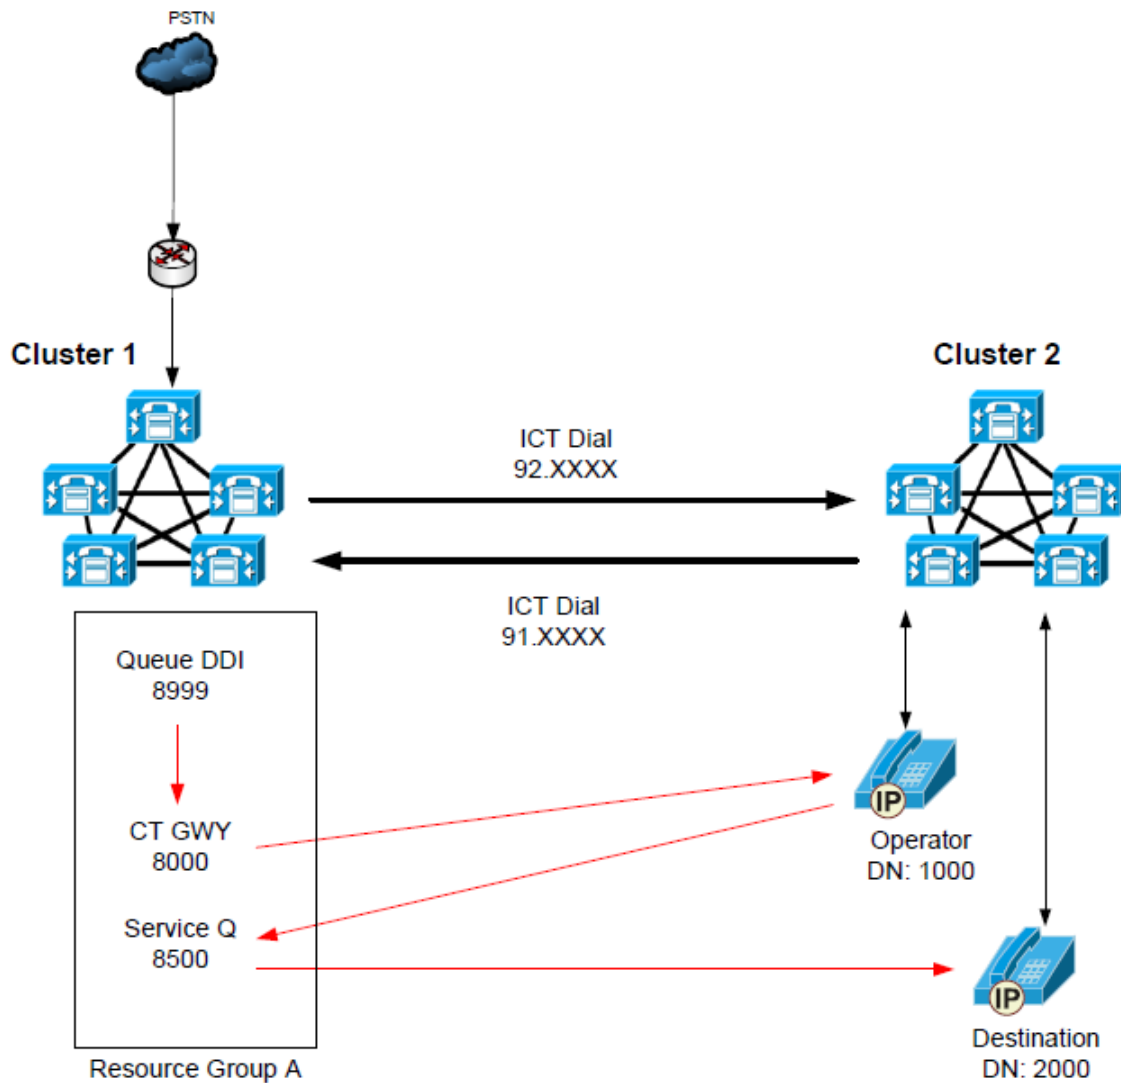 PSTN
Cluster 1
Cluster 2
ICT Dial
92.XXXX
ICT Dial
91.XXXX
Queue DDI
8999
CT GWY
8000
Service Q
8500
Resource Group A
IP
Operator
DN: 1000
IP
Destination
DN: 2000